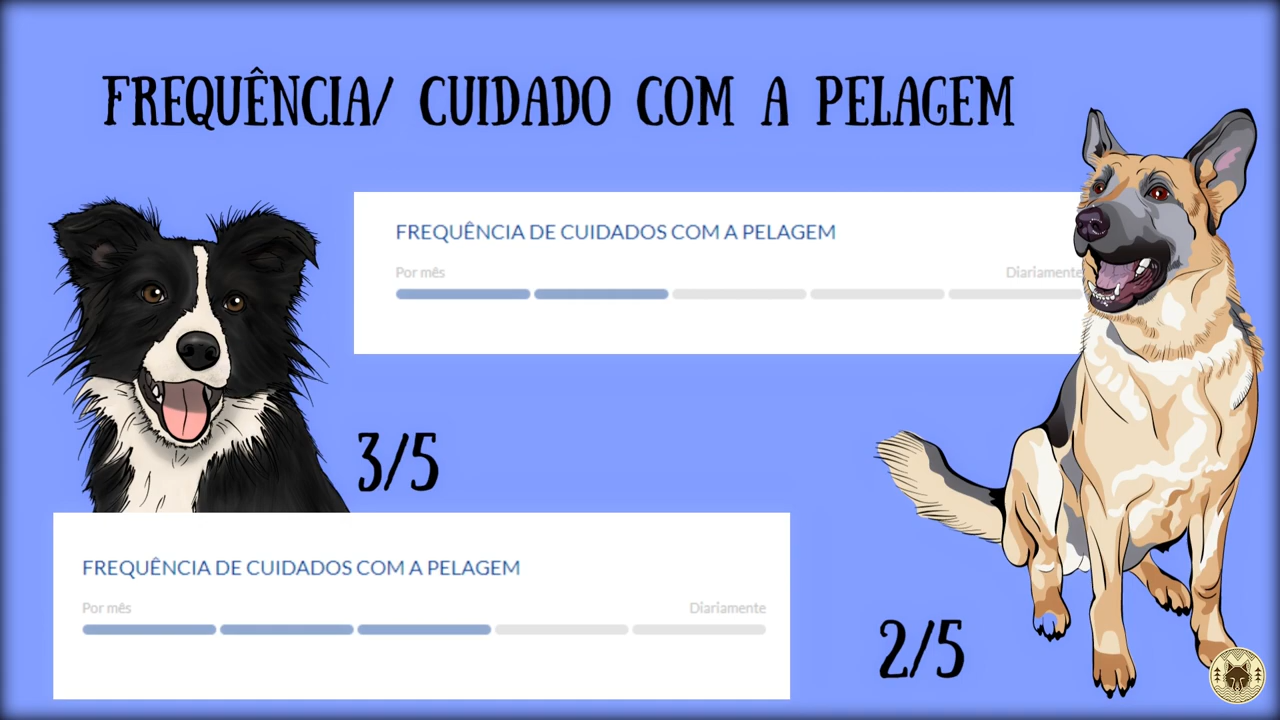 FREQUÊNCIA/ CUIDADO COM A PELAGEM
FREQUÊNCIA DE CUIDADOS COM A PELAGEM
Por mês Diariamente
3/5
FREQUÊNCIA DE CUIDADOS COM A PELAGEM
Por mês Diariamente
2/5